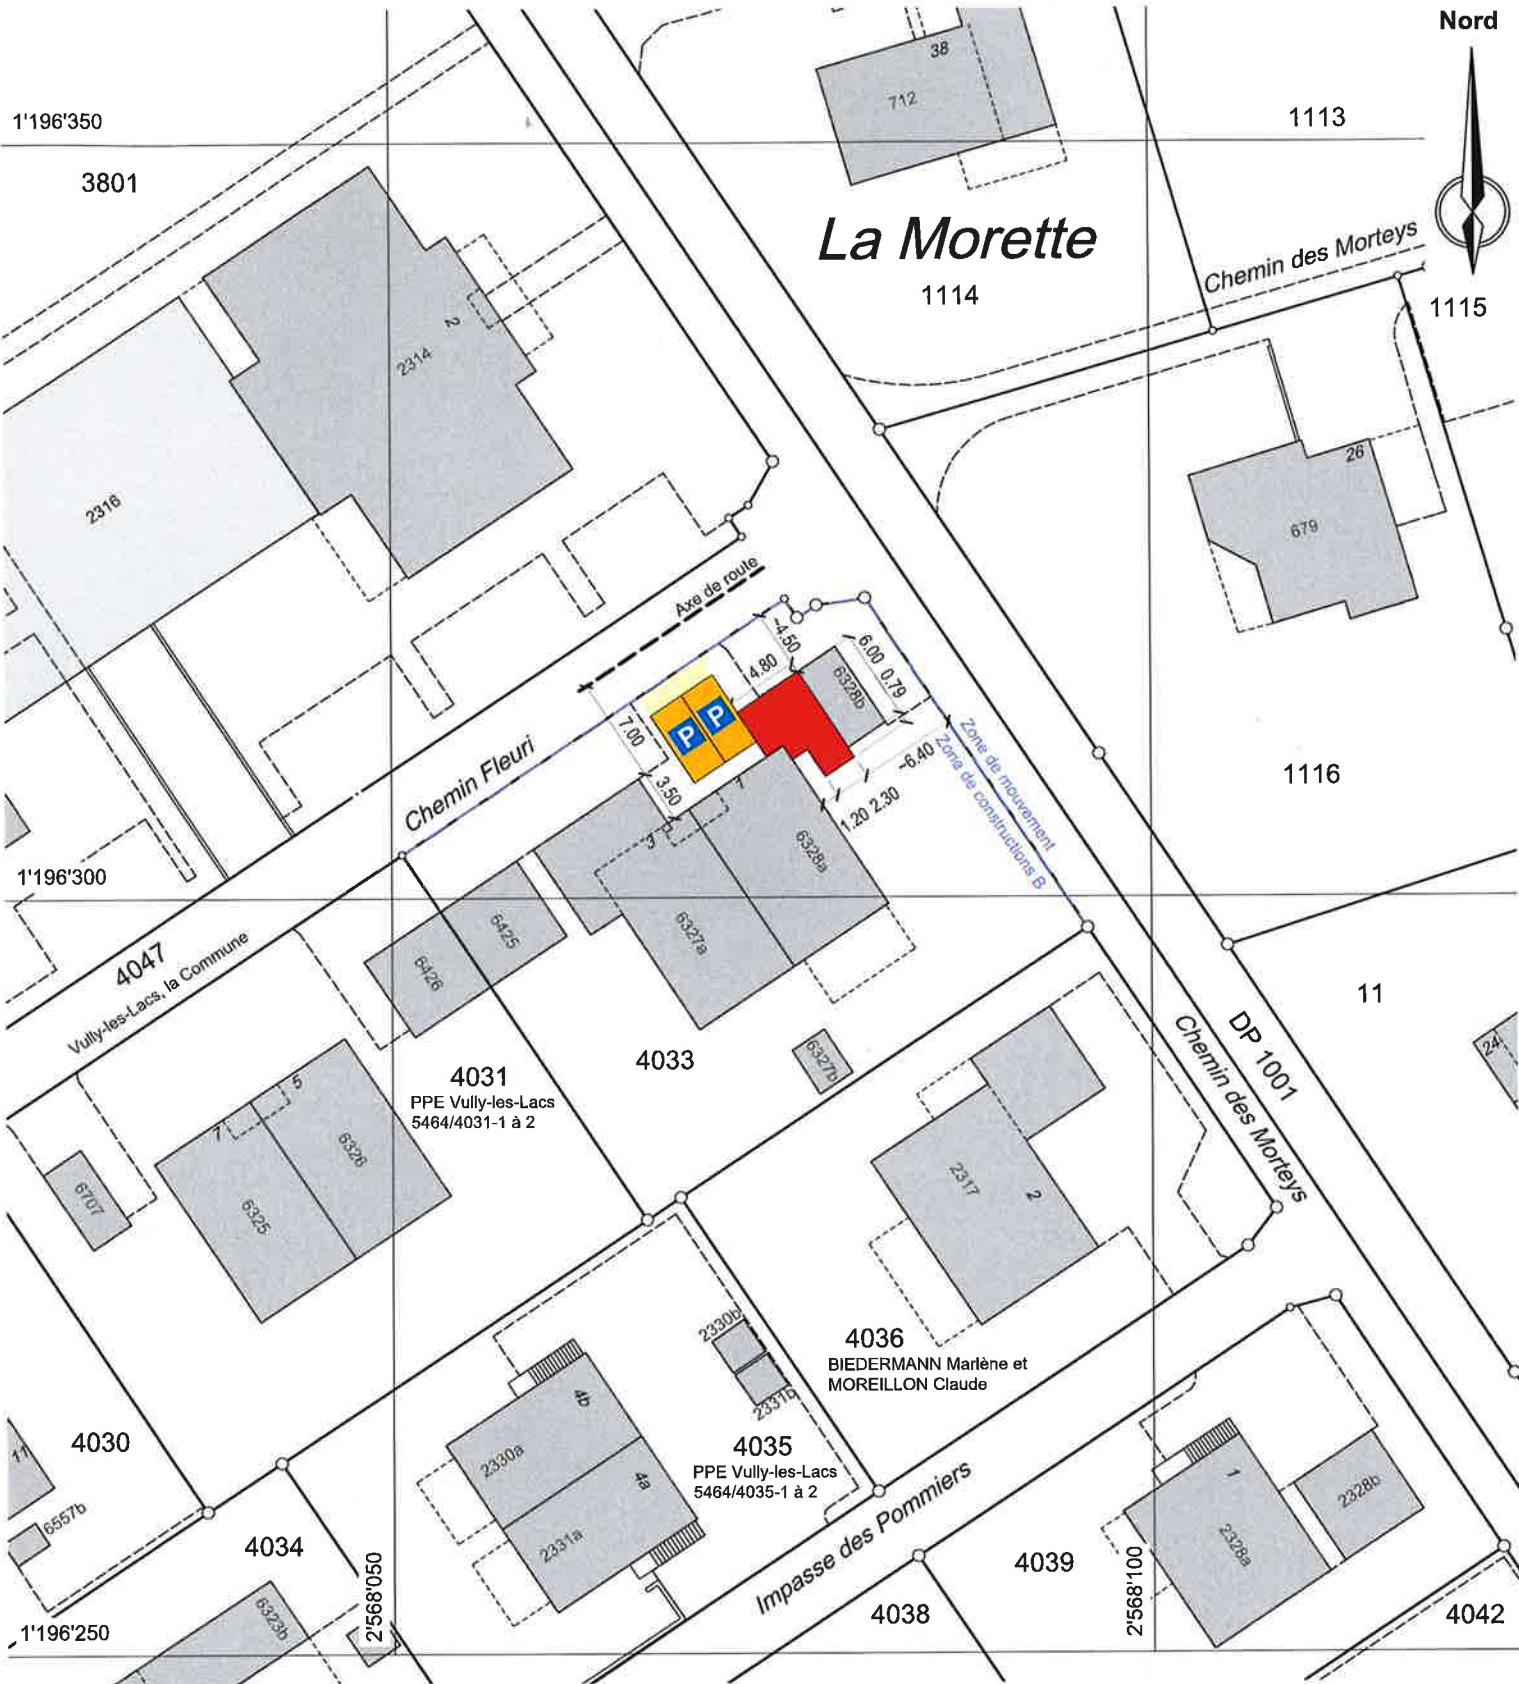 Nord
38
712
1'196'350
1113
3801
La Morette
Chemin des Morteys
1114
1115
2
2314
26
2316
679
Axe de route
~4.50
6.00 0.79
4.80
6328b
P
P
7.00
Zone de mouvement
Zone de constructions B
~6.40
Chemin Fleuri
1116
3.50
1
1.20 2.30
3
6328a
1'196'300
6425
6327a
6426
4047
Vully-les-Lacs, la Commune
11
DP 1001
Chemin des Morteys
24
6327b
4033
4031
PPE Vully-les-Lacs
5464/4031-1 à 2
5
7
6326
6325
6707
2317
2
2330b
2331b
4036
BIEDERMANN Marlène et
MOREILLON Claude
4b
2330a
4a
2331a
4030
11
4035
PPE Vully-les-Lacs
5464/4035-1 à 2
6557b
1
2328b
2328a
Impasse des Pommiers
4034
4039
2'568'050
2'568'100
6323b
4038
4042
1'196'250